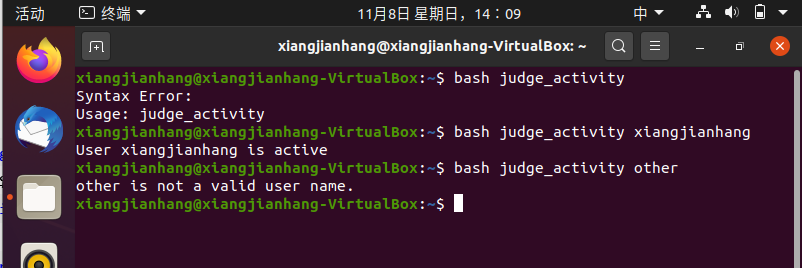 活动 终端 11月8日 星期日，14：09 中
xiangjianhang@xiangjianhang-VirtualBox: ~
xiangjianhang@xiangjianhang-VirtualBox:~$ bash judge_activity
Syntax Error:
Usage: judge_activity
xiangjianhang@xiangjianhang-VirtualBox:~$ bash judge_activity xiangjianhang
User xiangjianhang is active
xiangjianhang@xiangjianhang-VirtualBox:~$ bash judge_activity other
other is not a valid user name.
xiangjianhang@xiangjianhang-VirtualBox:~$